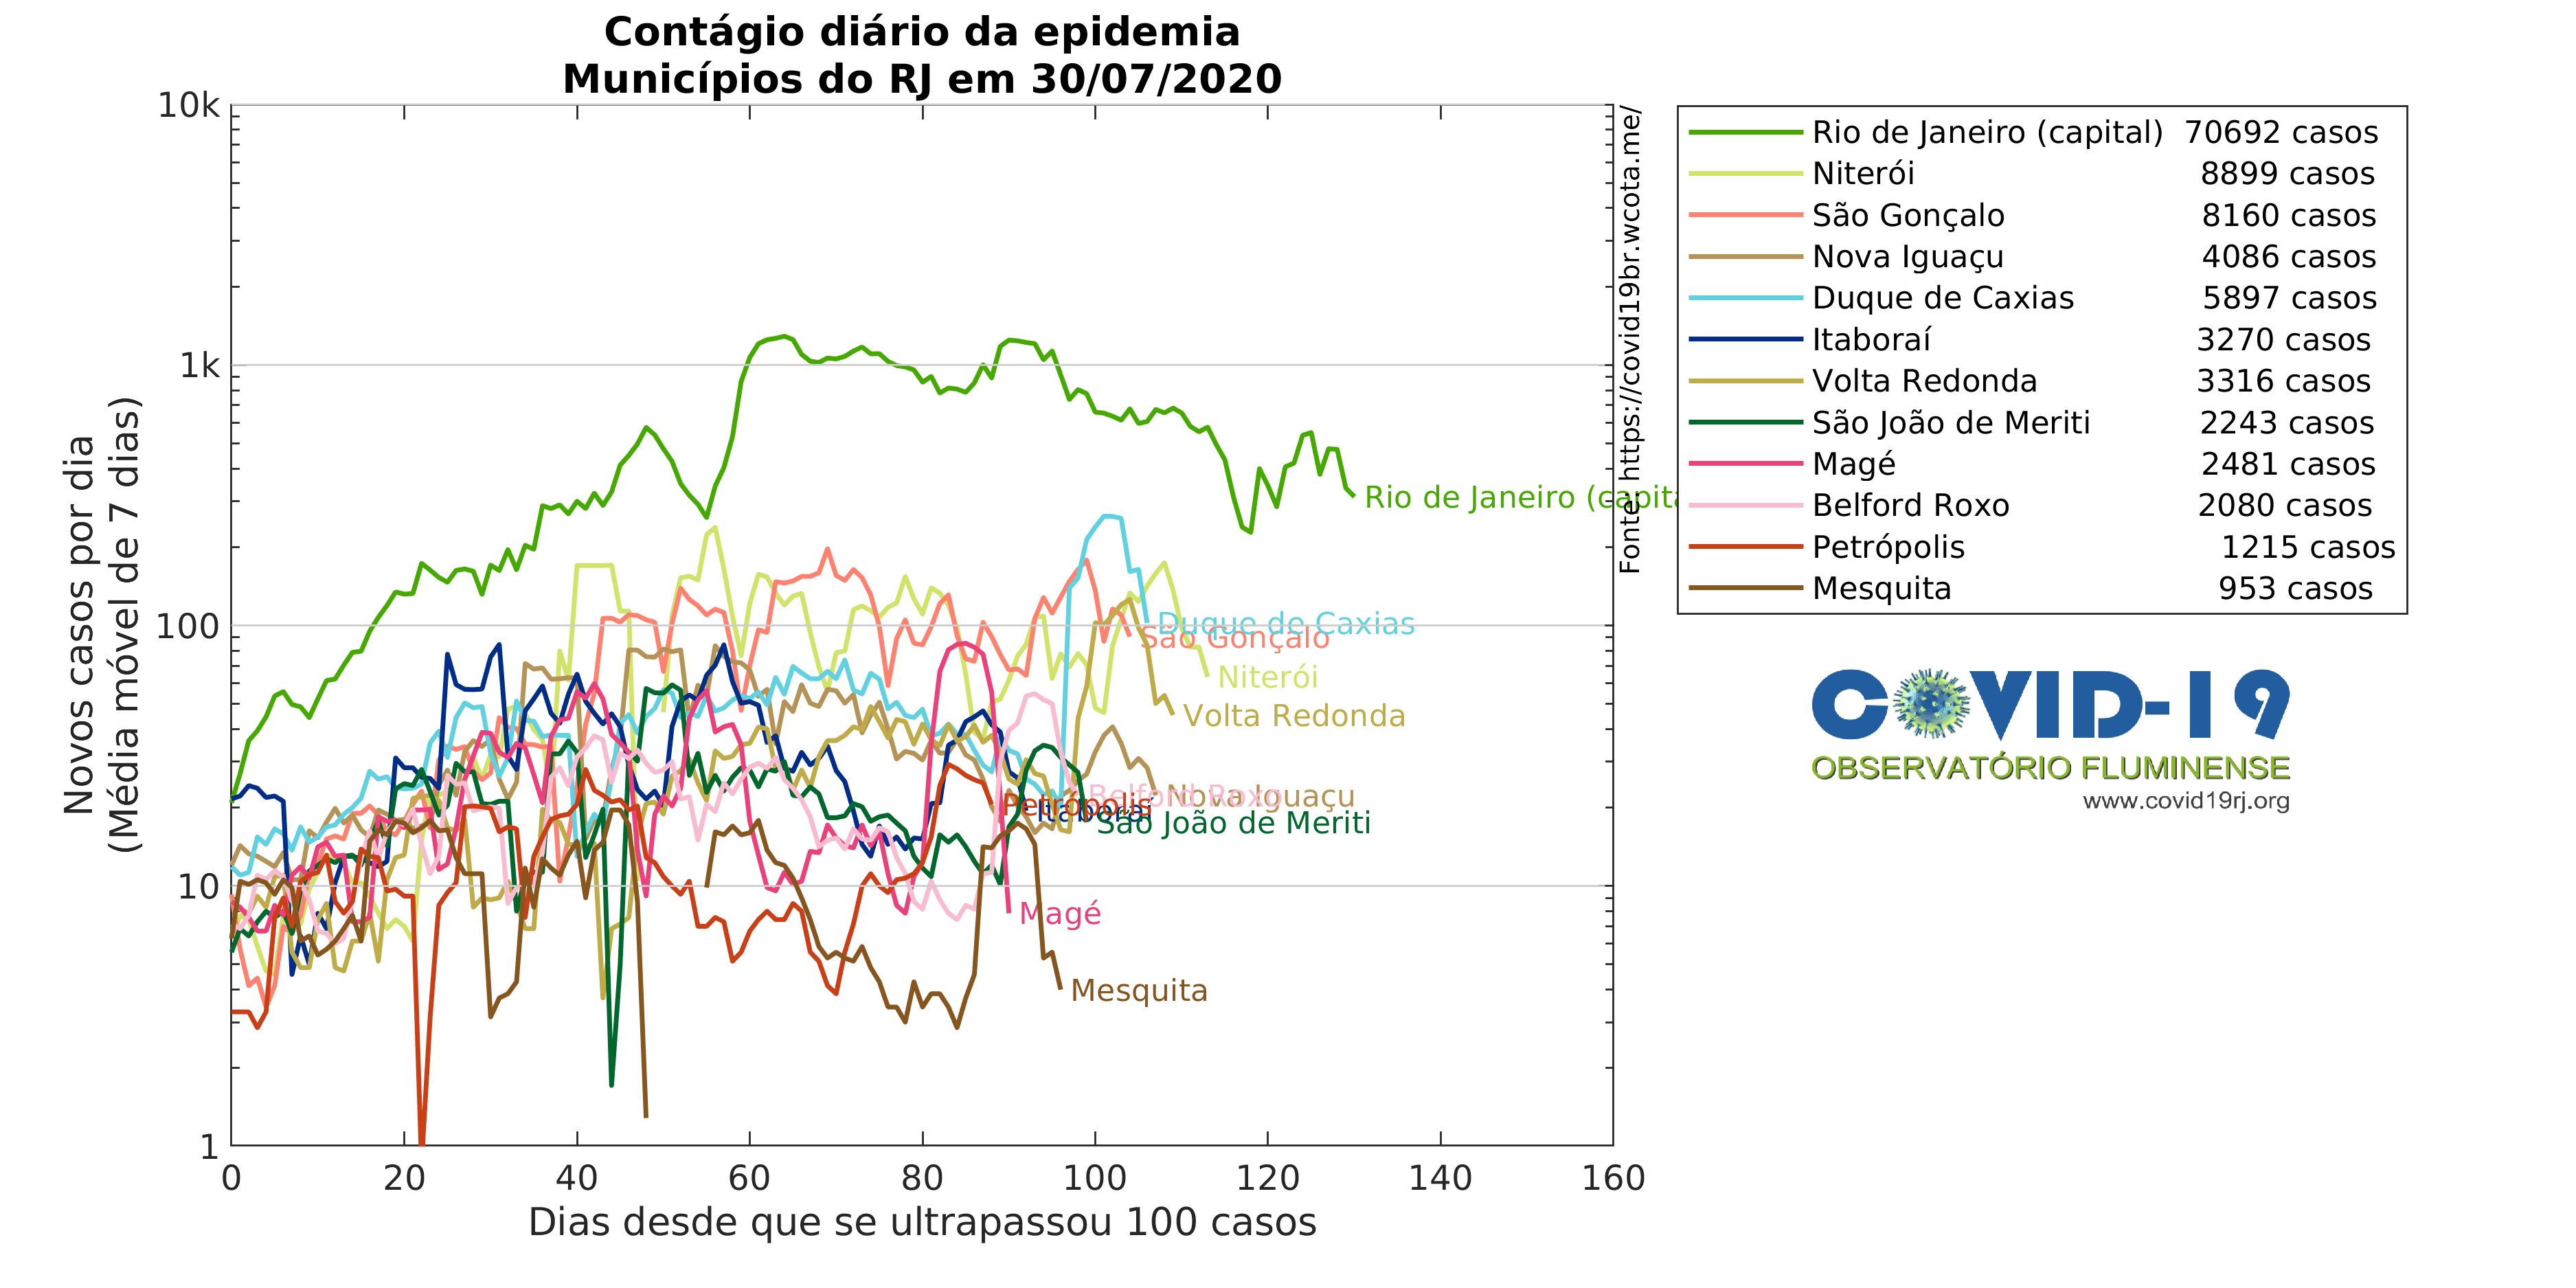 Contágio diário da epidemia
Municípios do RJ em 30/07/2020
Novos casos por dia
(Média móvel de 7 dias)
10k
1k
100
10
1
0 20 40 60 80 100 120 140 160
Dias desde que se ultrapassou 100 casos
Rio de Janeiro (capita
Duque de Caxias
São Gonçalo
Niterói
Volta Redonda
Belford Roxo
Nova Iguaçu
Petrópolis
Itaboraí
São João de Meriti
Magé
Mesquita
Fonte: https://covid19br.wcota.me/
Rio de Janeiro (capital) 70692 casos
Niterói 8899 casos
São Gonçalo 8160 casos
Nova Iguaçu 4086 casos
Duque de Caxias 5897 casos
Itaboraí 3270 casos
Volta Redonda 3316 casos
São João de Meriti 2243 casos
Magé 2481 casos
Belford Roxo 2080 casos
Petrópolis 1215 casos
Mesquita 953 casos
COVID-19
OBSERVATÓRIO FLUMINENSE
www.covid19rj.org